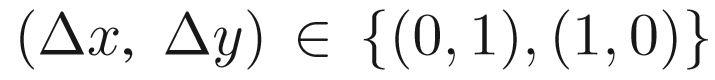 (Δx, Δy) ∈ {(0, 1), (1, 0)}